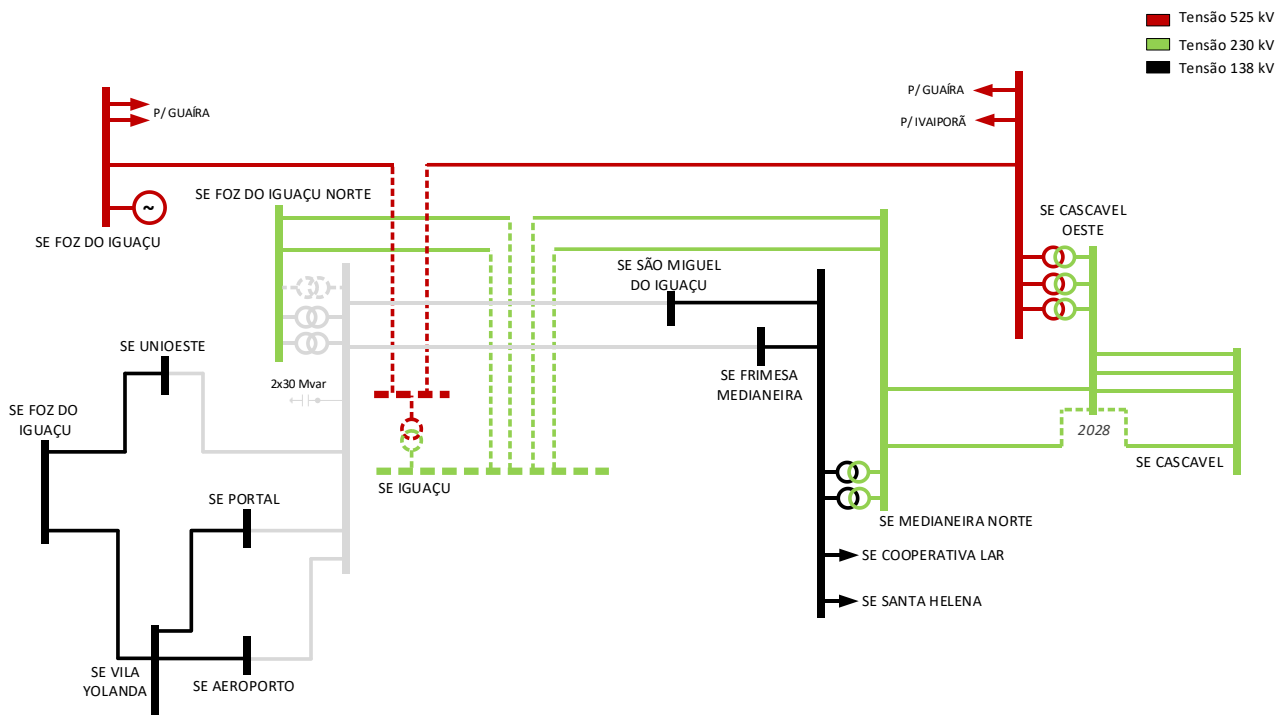 Tensão 525 kV
Tensão 230 kV
Tensão 138 kV
P/ GUAÍRA
P/ GUAÍRA
P/ IVAIPORÃ
SE FOZ DO IGUAÇU NORTE
~
SE FOZ DO IGUAÇU
SE CASCAVEL
OESTE
SE SÃO MIGUEL
DO IGUAÇU
SE UNIOESTE
SE FRIMESA
MEDIANEIRA
2x30 Mvar
SE FOZ DO
IGUAÇU
2028
SE CASCAVEL
SE IGUAÇU
SE PORTAL
SE MEDIANEIRA NORTE
SE COOPERATIVA LAR
SE SANTA HELENA
SE VILA
YOLANDA
SE AEROPORTO